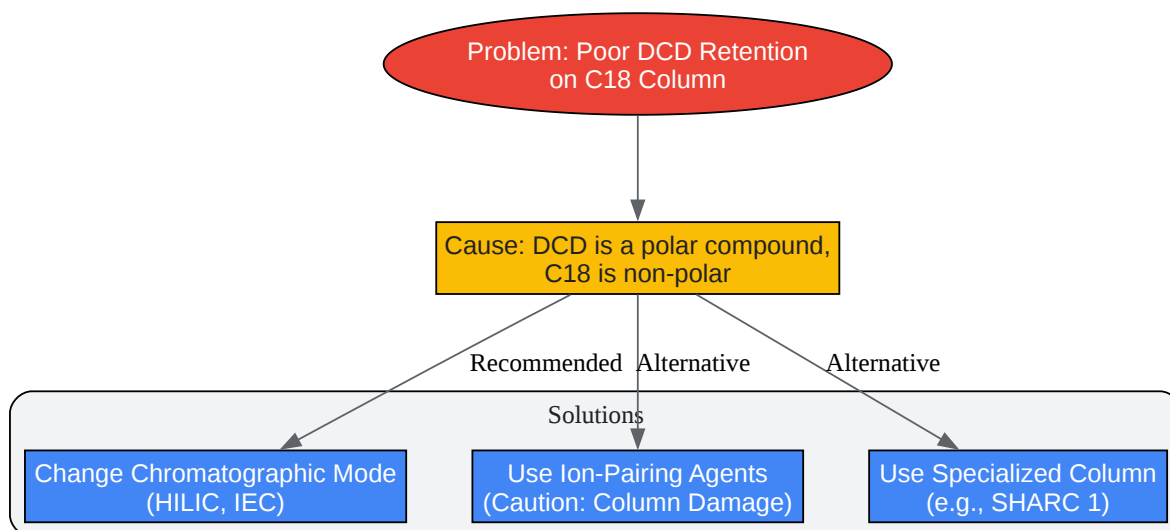 Problem: Poor DCD Retention
on C18 Column
Cause: DCD is a polar compound,
C18 is non-polar
Recommended
Alternative
Alternative
Solutions
Change Chromatographic Mode
(HILIC, IEC)
Use Ion-Pairing Agents
(Caution: Column Damage)
Use Specialized Column
(e.g., SHARC 1)